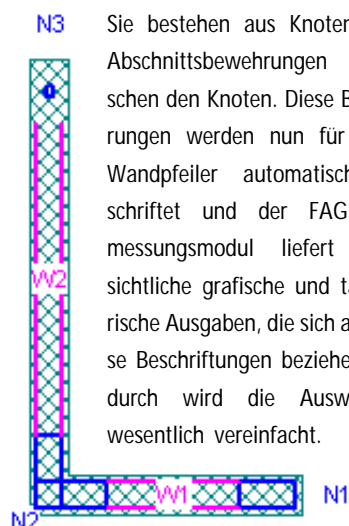 N3
Sie bestehen aus Knoten
Abschnittsbewehrungen
schen den Knoten. Diese B
rungen werden nun für
Wandpfeiler automatisch
schriftet und der FAG
messungsmodul liefert
sichtliche grafische und ta
rische Ausgaben, die sich a
se Beschriftungen beziehe
durch wird die Ausw
wesentlich vereinfacht.
W2
W1
N1
N2